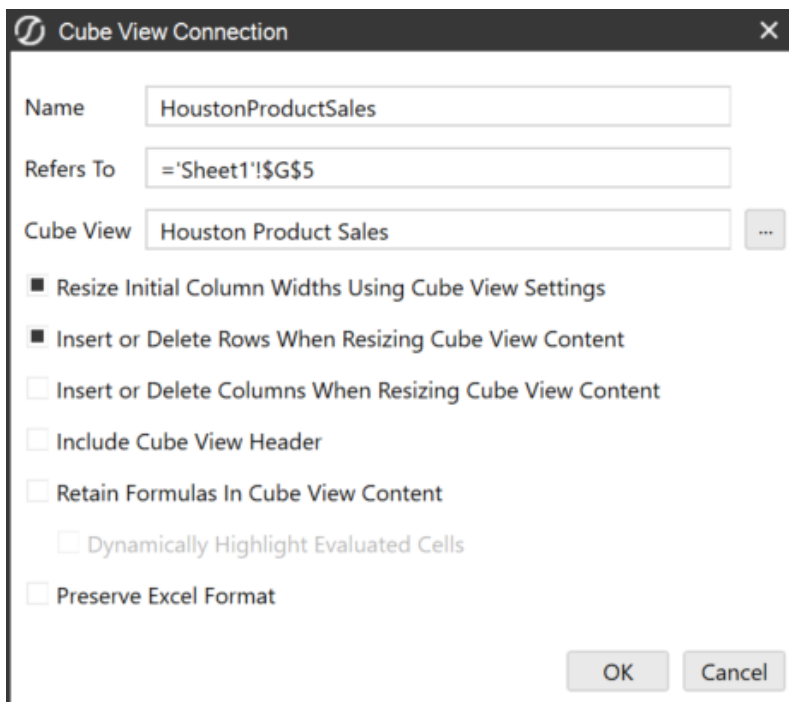 Cube View Connection
Name HoustonProductSales
Refers To ='Sheet1'!$G$5
Cube View Houston Product Sales ...
Resize Initial Column Widths Using Cube View Settings
Insert or Delete Rows When Resizing Cube View Content
Insert or Delete Columns When Resizing Cube View Content
Include Cube View Header
Retain Formulas In Cube View Content
Dynamically Highlight Evaluated Cells
Preserve Excel Format
OK Cancel